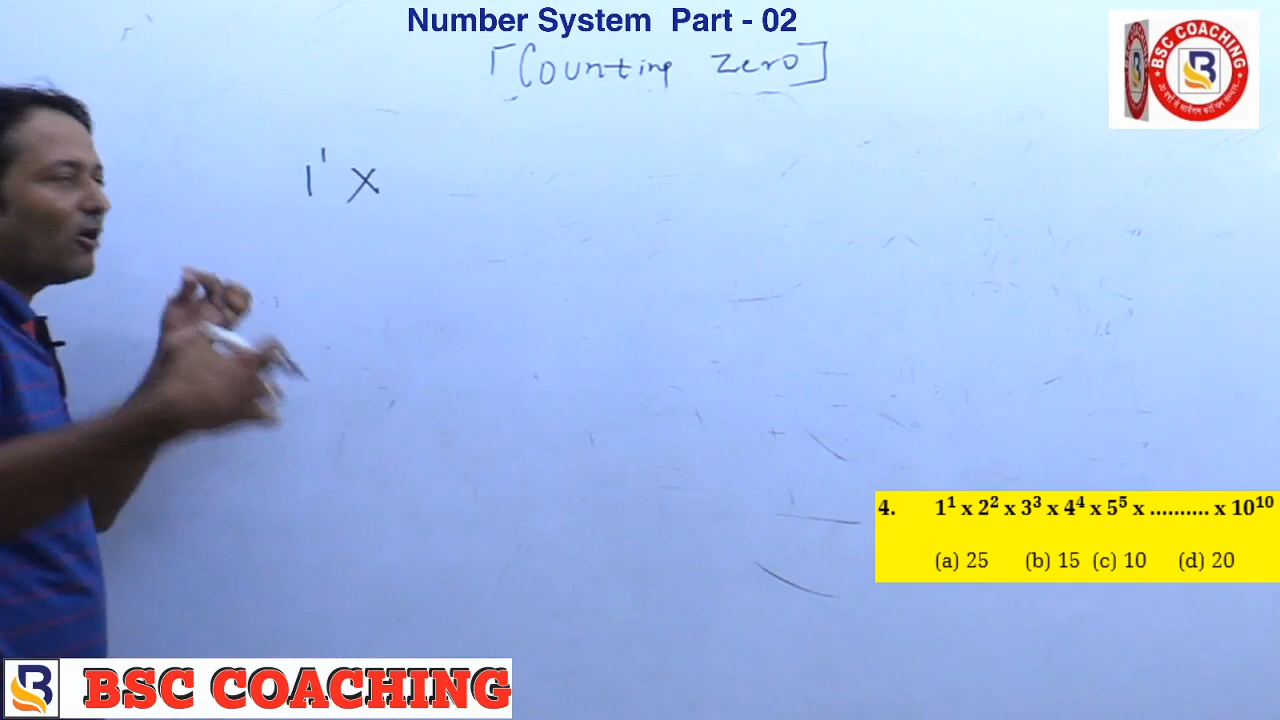 Number System Part - 02
[Counting Zero]
BSC COACHING
1¹ x
4. 1¹ x 2² x 3³ x 4⁴ x 5⁵ x .......... x 10¹⁰
(a) 25 (b) 15 (c) 10 (d) 20
BSC COACHING